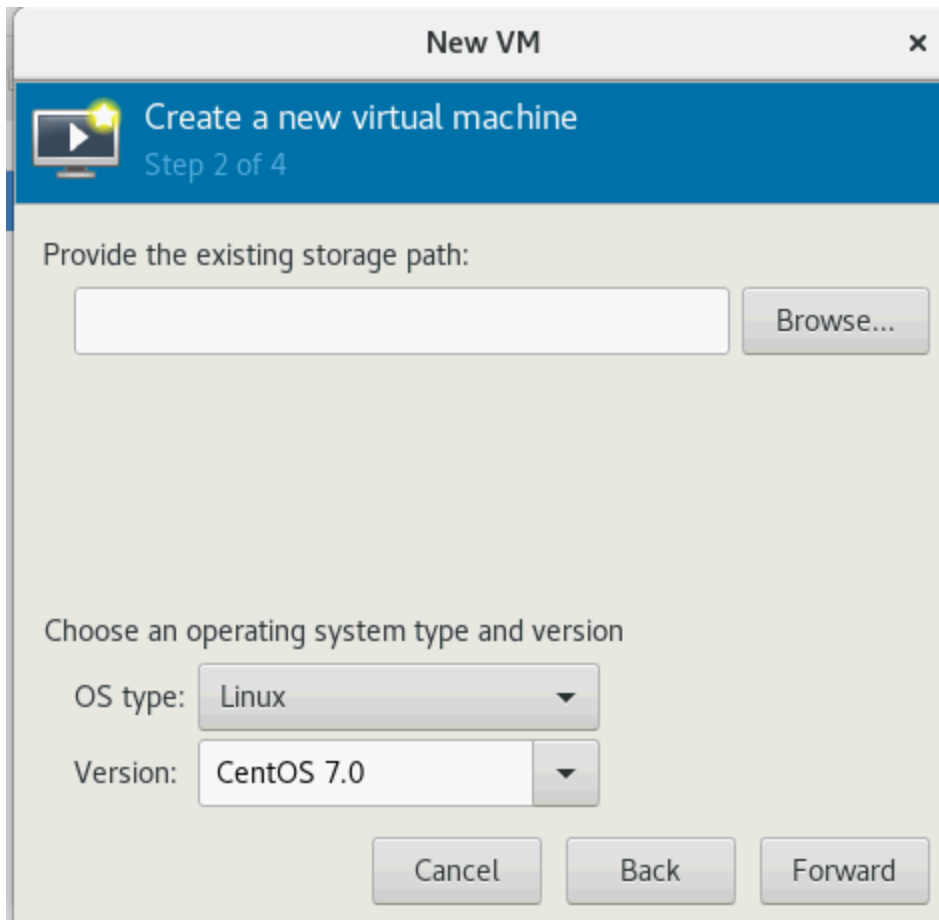 New VM ×
Create a new virtual machine
Step 2 of 4
Provide the existing storage path:
Browse...
Choose an operating system type and version
OS type: Linux
Version: CentOS 7.0
Cancel Back Forward